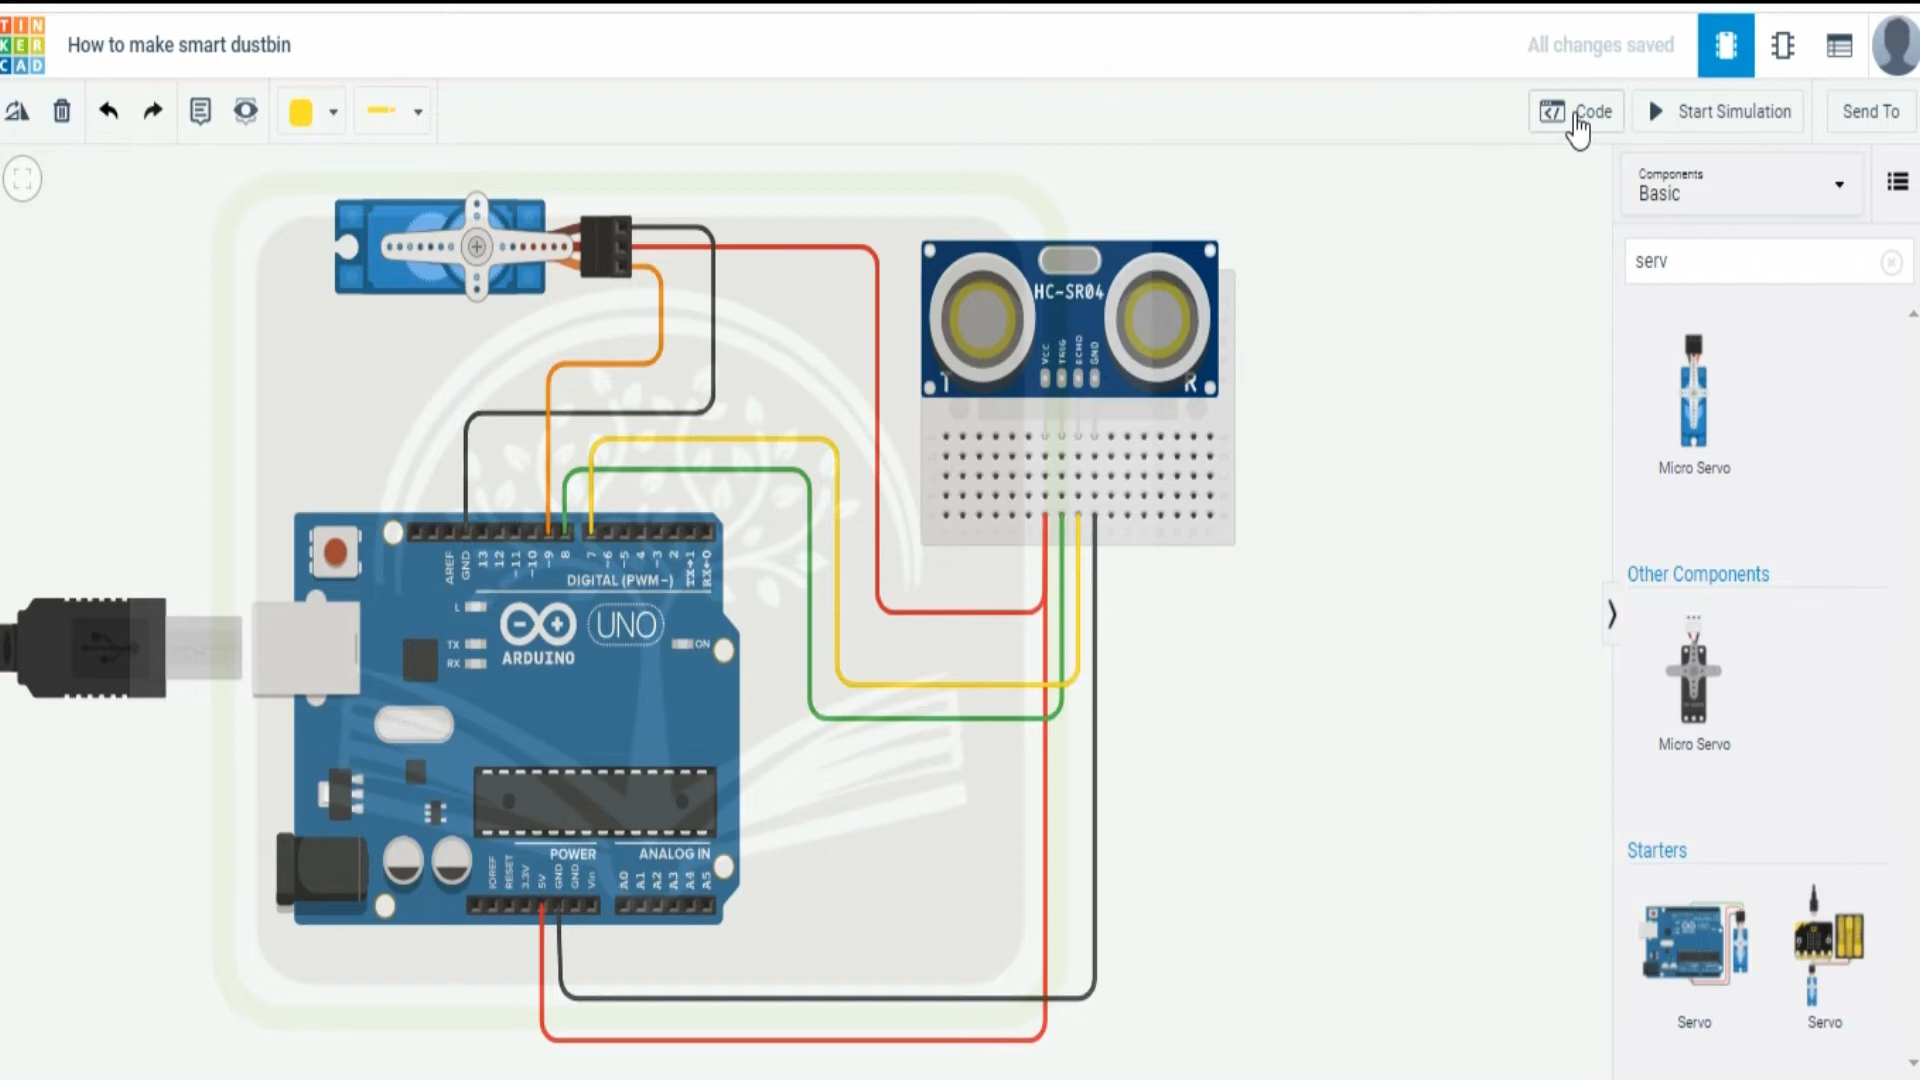 TIN
KER
CAD
How to make smart dustbin
All changes saved
Code
Start Simulation
Send To
Components
Basic
serv
Micro Servo
Other Components
Micro Servo
Starters
Servo
Servo
HC-SR04
VCC
TRIG
ECHO
GND
T
R
AREF
GND
13
12
~11
~10
~9
8
7
~6
~5
4
~3
2
TX→1
RX←0
DIGITAL (PWM~)
L
TX
RX
ARDUINO
UNO
ON
POWER
ANALOG IN
IOREF
RESET
3.3V
5V
GND
GND
Vin
A0
A1
A2
A3
A4
A5